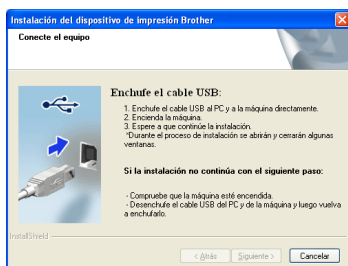 Instalación del dispositivo de impresión Brother
Conecte el equipo
Enchufe el cable USB:
1. Enchufe el cable USB al PC y a la máquina directamente.
2. Encienda la máquina.
3. Espere a que continúe la instalación.
*Durante el proceso de instalación se abrirán y cerrarán algunas
ventanas.
Si la instalación no continúa con el siguiente paso:
- Compruebe que la máquina esté encendida.
- Desenchufe el cable USB del PC y de la máquina y luego vuelva
a enchufarlo.
InstallShield
< Atrás Siguiente > Cancelar